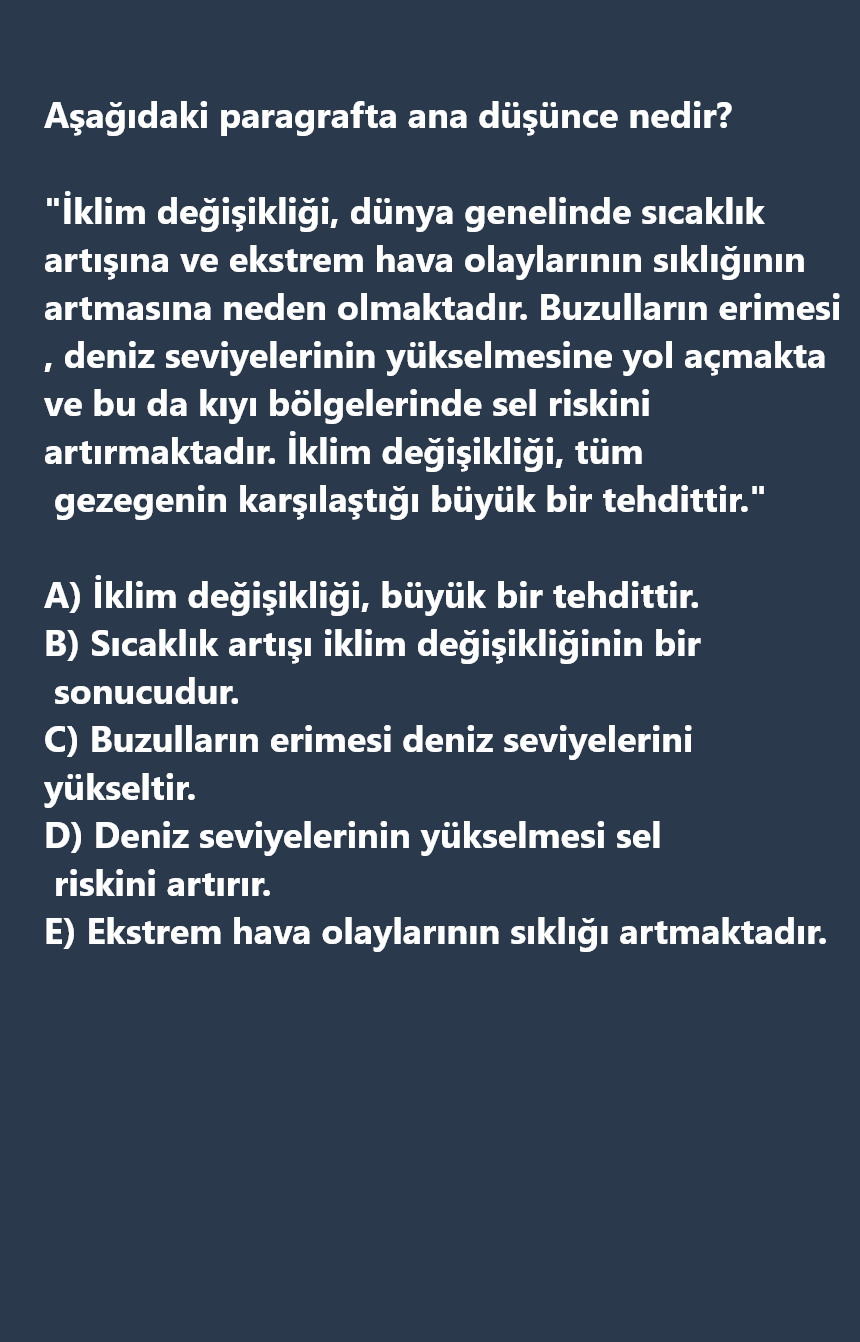 Aşağıdaki paragrafta ana düşünce nedir?
"İklim değişikliği, dünya genelinde sıcaklık
artışına ve ekstrem hava olaylarının sıklığının
artmasına neden olmaktadır. Buzulların erimesi
, deniz seviyelerinin yükselmesine yol açmakta
ve bu da kıyı bölgelerinde sel riskini
artırmaktadır. İklim değişikliği, tüm
gezegenin karşılaştığı büyük bir tehdittir."
A) İklim değişikliği, büyük bir tehdittir.
B) Sıcaklık artışı iklim değişikliğinin bir
sonucudur.
C) Buzulların erimesi deniz seviyelerini
yükseltir.
D) Deniz seviyelerinin yükselmesi sel
riskini artırır.
E) Ekstrem hava olaylarının sıklığı artmaktadır.